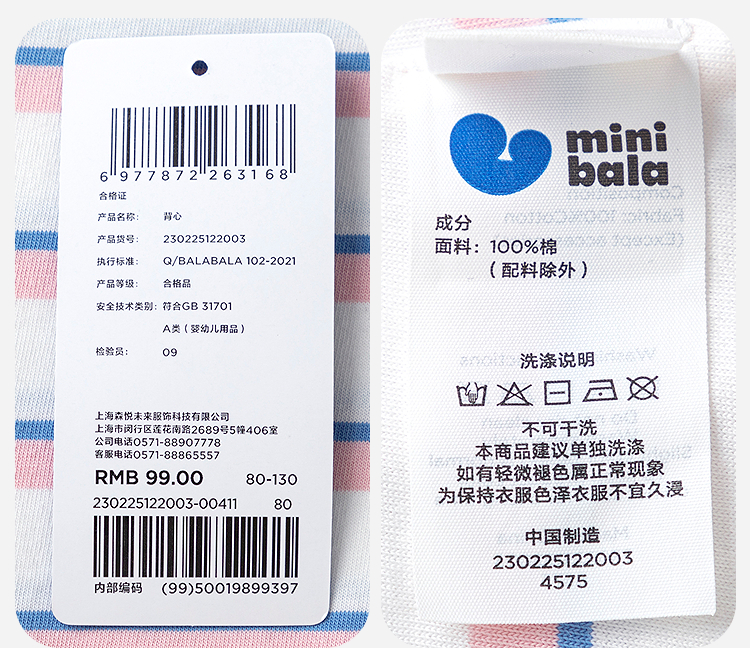 6 977872 263168
合格证
产品名称: 背心
产品货号: 230225122003
执行标准: Q/BALABALA 102-2021
产品等级: 合格品
安全技术类别: 符合GB 31701
A类（婴幼儿用品）
检验员: 09
上海森悦未来服饰科技有限公司
上海市闵行区莲花南路2689号5幢406室
公司电话0571-88907778
客服电话0571-88865557
RMB 99.00 80-130
230225122003-00411 80
内部编码 (99)50019899397
mini
bala
成分
面料: 100%棉
（配料除外）
洗涤说明
不可干洗
本商品建议单独洗涤
如有轻微褪色属正常现象
为保持衣服色泽衣服不宜久浸
中国制造
230225122003
4575